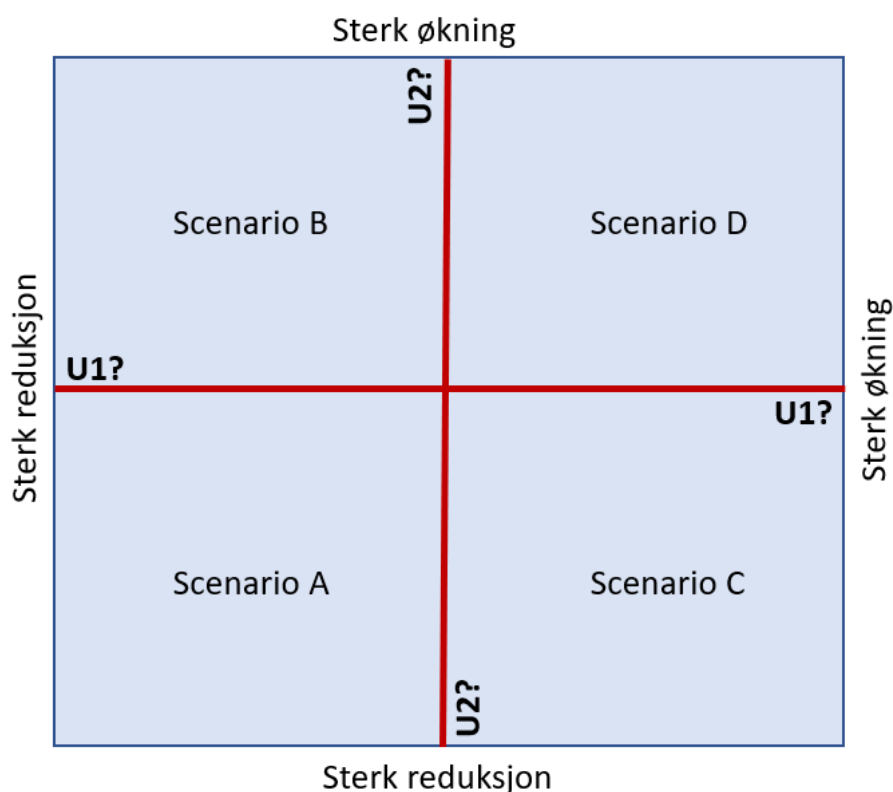 Sterk økning
U2?
Scenario B
Scenario D
Sterk reduksjon
U1?
U1?
Sterk økning
Scenario A
Scenario C
U2?
Sterk reduksjon